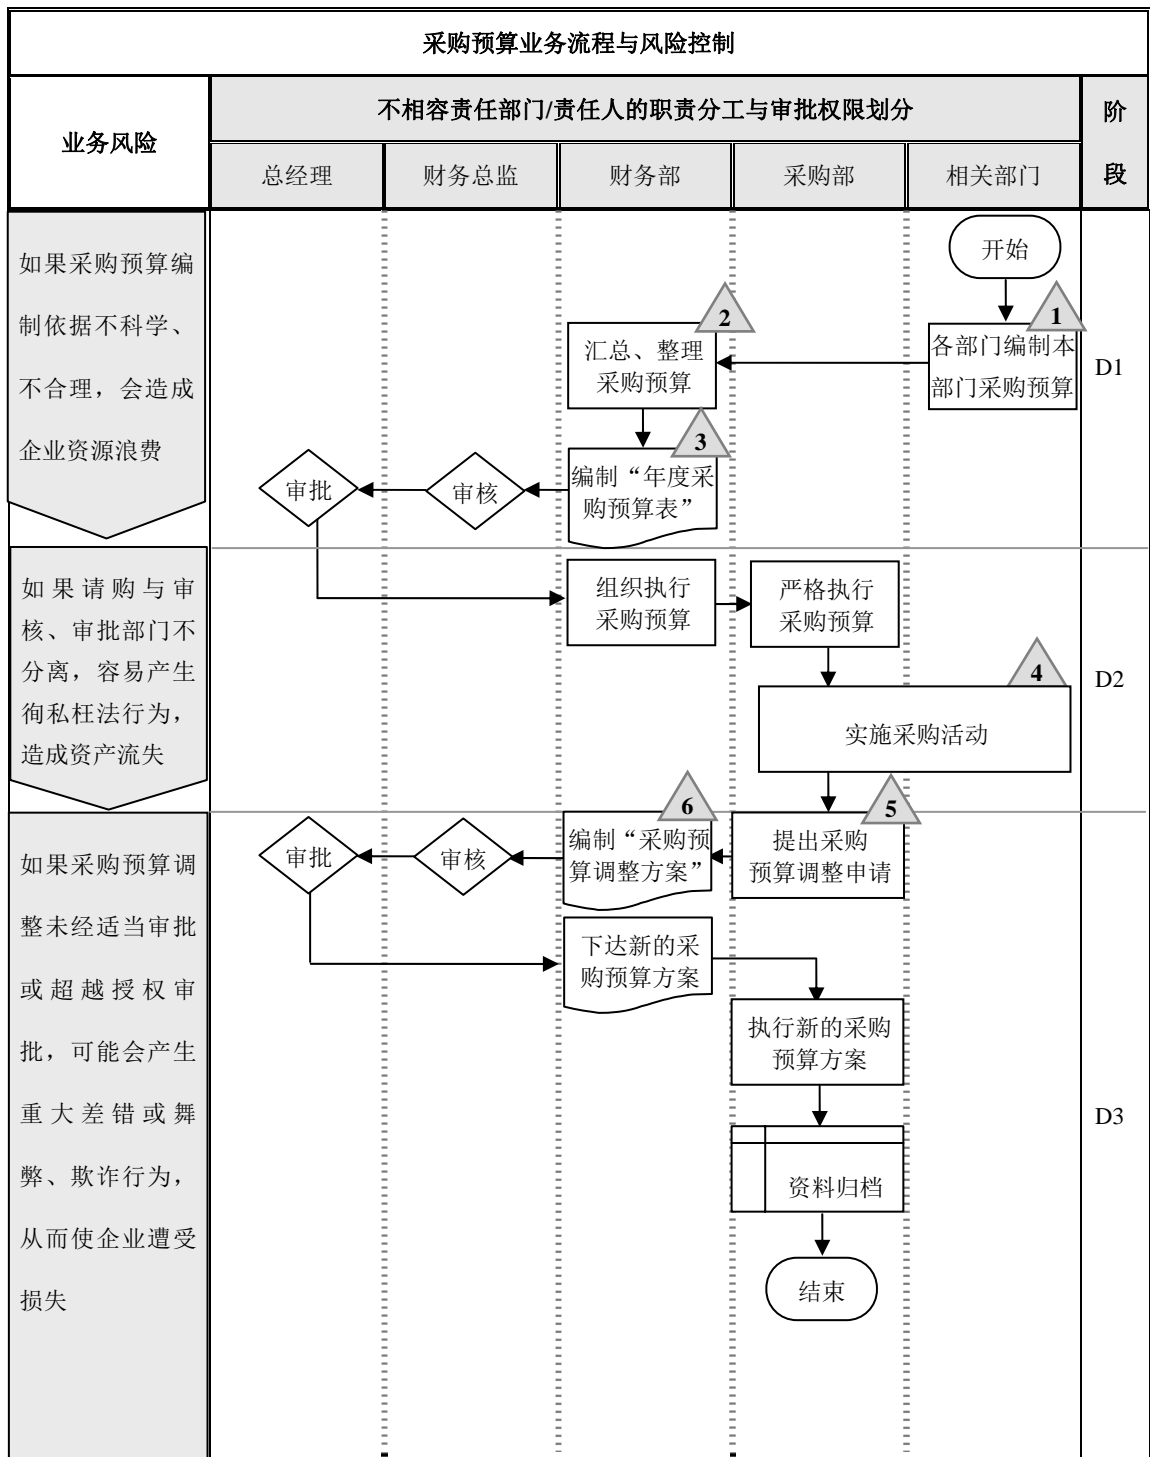 采购预算业务流程与风险控制
业务风险
不相容责任部门/责任人的职责分工与审批权限划分
阶
段
总经理
财务总监
财务部
采购部
相关部门
如果采购预算编
制依据不科学、
不合理，会造成
企业资源浪费
开始
1
各部门编制本
部门采购预算
2
汇总、整理
采购预算
3
编制“年度采
购预算表”
审核
审批
D1
如果请购与审
核、审批部门不
分离，容易产生
徇私枉法行为，
造成资产流失
组织执行
采购预算
严格执行
采购预算
4
实施采购活动
D2
如果采购预算调
整未经适当审批
或超越授权审
批，可能会产生
重大差错或舞
弊、欺诈行为，
从而使企业遭受
损失
5
提出采购
预算调整申请
6
编制“采购预
算调整方案”
审核
审批
下达新的采
购预算方案
执行新的采购
预算方案
资料归档
结束
D3